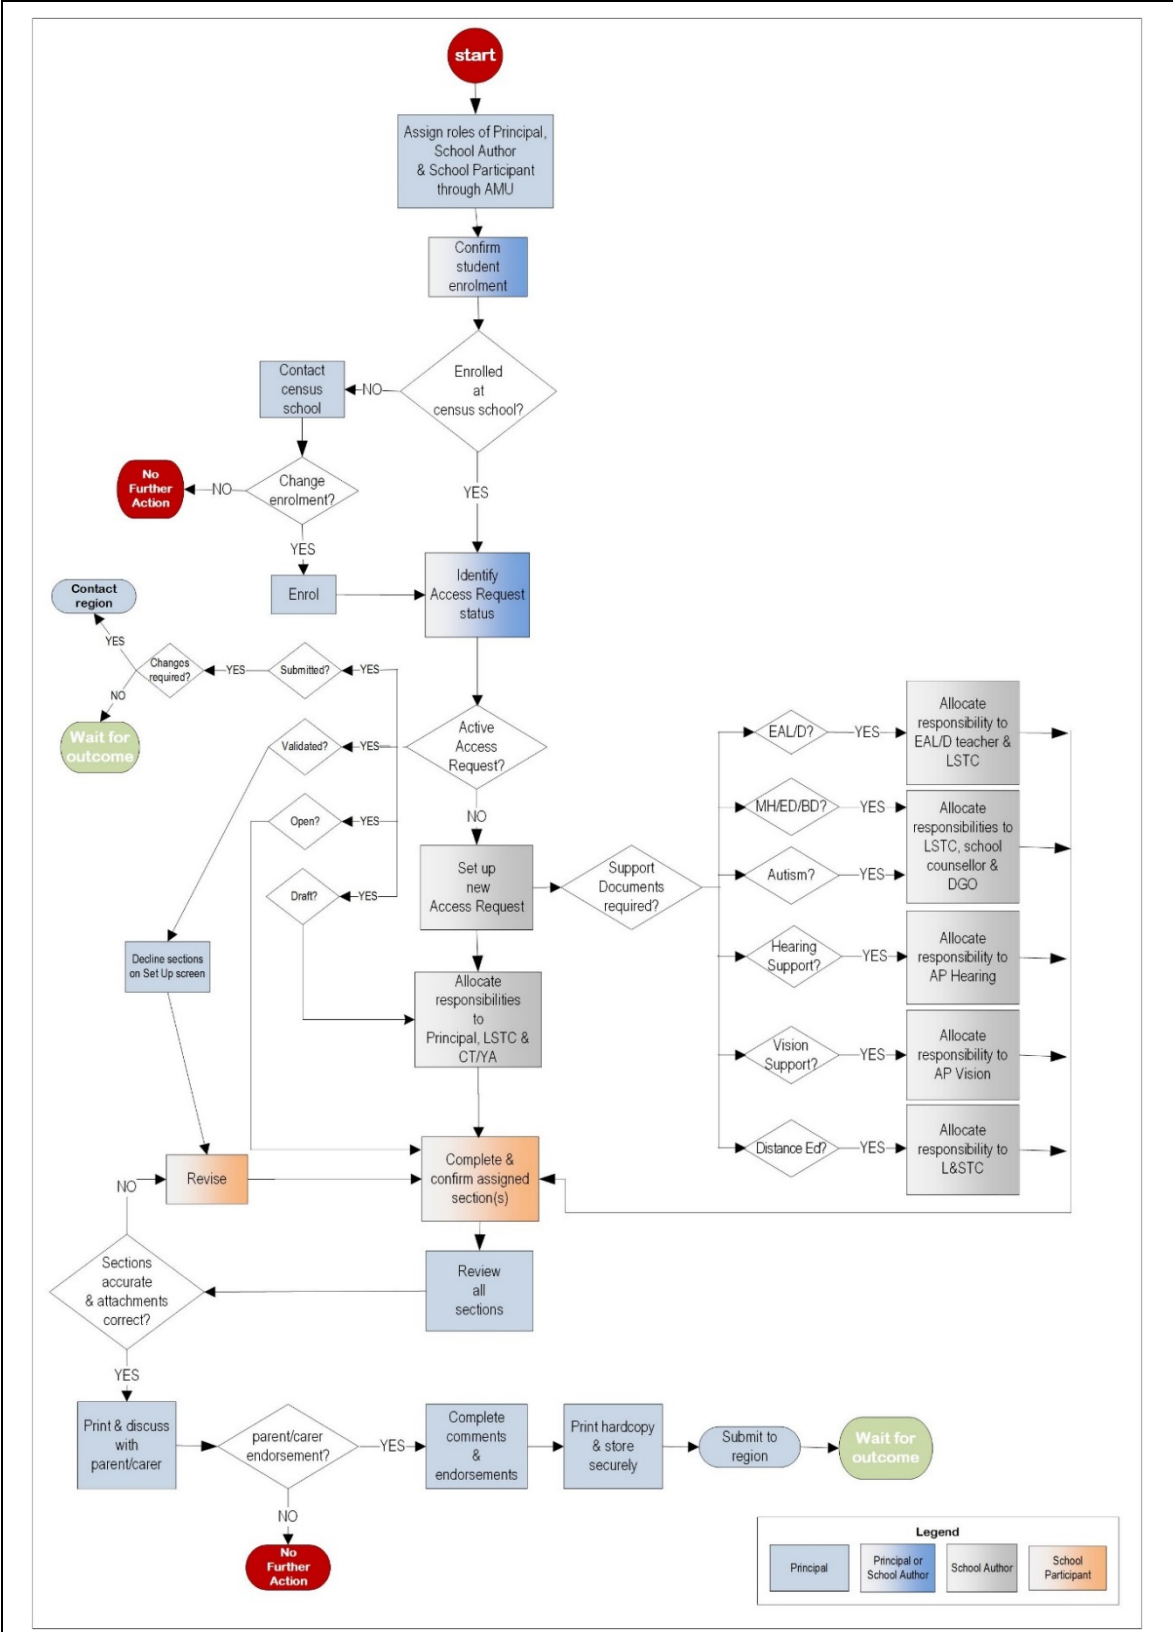 start
Assign roles of Principal,
School Author
& School Participant
through AMU
Confirm
student
enrolment
Enrolled
at
census school?
NO
Contact
census
school
Change
enrolment?
NO
No
Further
Action
YES
YES
Enrol
Identify
Access Request
status
Contact
region
YES
Changes
required?
YES
Submitted?
YES
NO
Wait for
outcome
Validated?
YES
Active
Access
Request?
Open?
YES
Draft?
YES
NO
Set up
new
Access Request
Support
Documents
required?
EAL/D?
YES
Allocate
responsibility to
EAL/D teacher &
LSTC
MH/ED/BD?
YES
Allocate
responsibilities to
LSTC, school
counsellor &
DGO
Autism?
YES
Hearing
Support?
YES
Allocate
responsibility to
AP Hearing
Vision
Support?
YES
Allocate
responsibility to
AP Vision
Distance Ed?
YES
Allocate
responsibility to
L&STC
Decline sections
on Set Up screen
Allocate
responsibilities
to
Principal, LSTC &
CT/YA
Revise
Complete &
confirm assigned
section(s)
NO
Sections
accurate
& attachments
correct?
Review
all
sections
YES
Print & discuss
with
parent/carer
parent/carer
endorsement?
YES
Complete
comments
&
endorsements
Print hardcopy
& store
securely
Submit to
region
Wait for
outcome
NO
No
Further
Action
Legend
Principal
Principal or
School Author
School Author
School
Participant